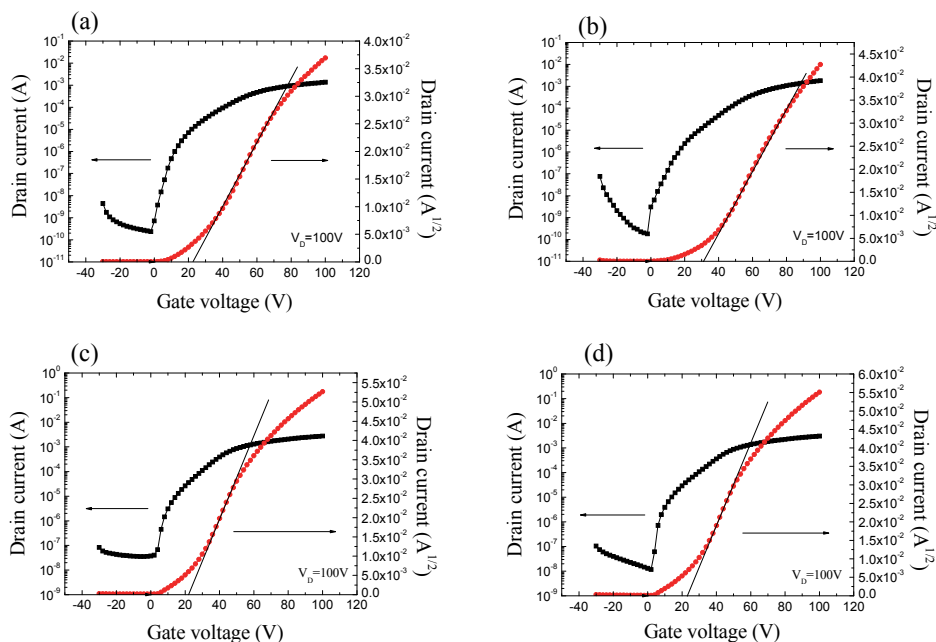 (a)
Drain current (A)
10^-1
10^-2
10^-3
10^-4
10^-5
10^-6
10^-7
10^-8
10^-9
10^-10
10^-11
-40 -20 0 20 40 60 80 100 120
Gate voltage (V)
4.0x10^-2
3.5x10^-2
3.0x10^-2
2.5x10^-2
2.0x10^-2
1.5x10^-2
1.0x10^-2
5.0x10^-3
0.0
Drain current (A^1/2)
V_D=100V
(b)
Drain current (A)
10^-1
10^-2
10^-3
10^-4
10^-5
10^-6
10^-7
10^-8
10^-9
10^-10
10^-11
-40 -20 0 20 40 60 80 100 120
Gate voltage (V)
4.5x10^-2
4.0x10^-2
3.5x10^-2
3.0x10^-2
2.5x10^-2
2.0x10^-2
1.5x10^-2
1.0x10^-2
5.0x10^-3
0.0
Drain current (A^1/2)
V_D=100V
(c)
Drain current (A)
10^0
10^-1
10^-2
10^-3
10^-4
10^-5
10^-6
10^-7
10^-8
10^-9
-40 -20 0 20 40 60 80 100 120
Gate voltage (V)
5.5x10^-2
5.0x10^-2
4.5x10^-2
4.0x10^-2
3.5x10^-2
3.0x10^-2
2.5x10^-2
2.0x10^-2
1.5x10^-2
1.0x10^-2
5.0x10^-3
0.0
Drain current (A^1/2)
V_D=100V
(d)
Drain current (A)
10^0
10^-1
10^-2
10^-3
10^-4
10^-5
10^-6
10^-7
10^-8
10^-9
-40 -20 0 20 40 60 80 100 120
Gate voltage (V)
6.0x10^-2
5.5x10^-2
5.0x10^-2
4.5x10^-2
4.0x10^-2
3.5x10^-2
3.0x10^-2
2.5x10^-2
2.0x10^-2
1.5x10^-2
1.0x10^-2
5.0x10^-3
0.0
Drain current (A^1/2)
V_D=100V